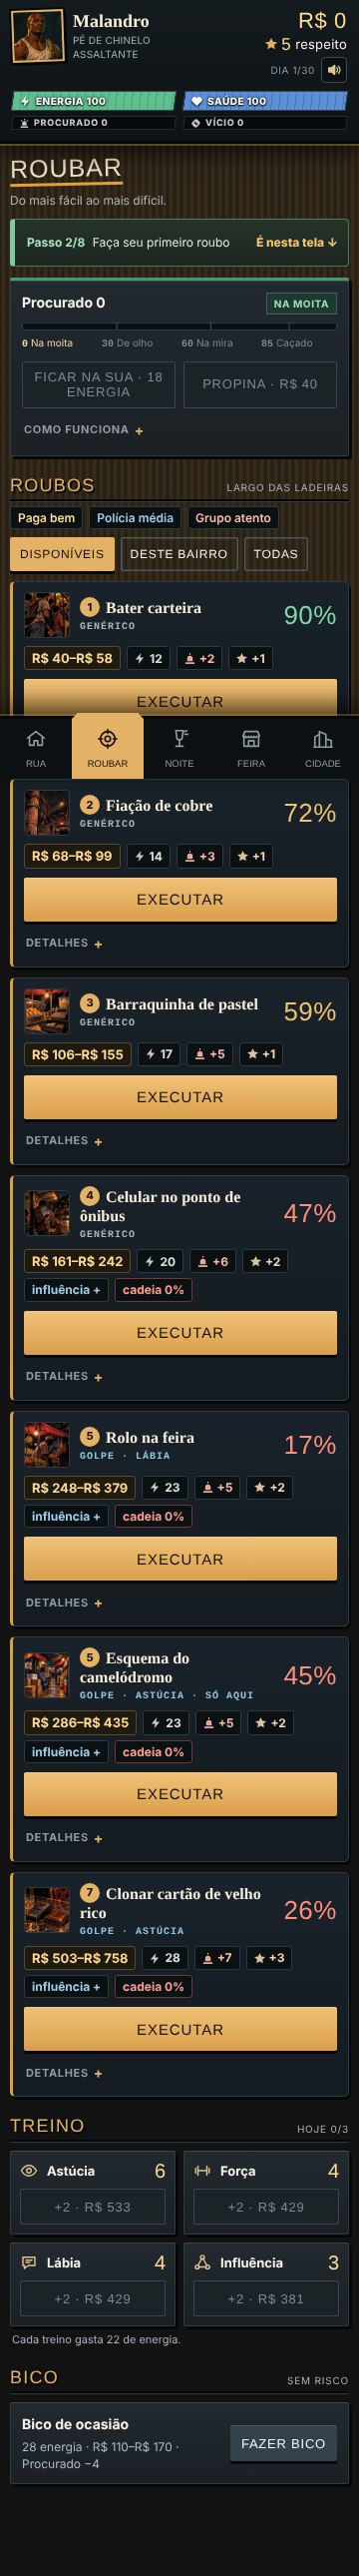 Malandro
R$ 0
PÉ DE CHINELO
ASSALTANTE
5 respeito
DIA 1/30
ENERGIA 100
SAÚDE 100
PROCURADO 0
VÍCIO 0
ROUBAR
Do mais fácil ao mais difícil.
Passo 2/8 Faça seu primeiro roubo
É nesta tela ↓
Procurado 0
NA MOITA
0 Na moita
30 De olho
60 Na mira
85 Caçado
FICAR NA SUA · 18
ENERGIA
PROPINA · R$ 40
COMO FUNCIONA +
ROUBOS
LARGO DAS LADEIRAS
Paga bem
Polícia média
Grupo atento
DISPONÍVEIS
DESTE BAIRRO
TODAS
1 Bater carteira
GENÉRICO
90%
R$ 40–R$ 58
12
+2
+1
EXECUTAR
RUA
ROUBAR
NOITE
FEIRA
CIDADE
2 Fiação de cobre
GENÉRICO
72%
R$ 68–R$ 99
14
+3
+1
EXECUTAR
DETALHES +
3 Barraquinha de pastel
GENÉRICO
59%
R$ 106–R$ 155
17
+5
+1
EXECUTAR
DETALHES +
4 Celular no ponto de
ônibus
GENÉRICO
47%
R$ 161–R$ 242
20
+6
+2
influência +
cadeia 0%
EXECUTAR
DETALHES +
5 Rolo na feira
GOLPE · LÁBIA
17%
R$ 248–R$ 379
23
+5
+2
influência +
cadeia 0%
EXECUTAR
DETALHES +
5 Esquema do
camelódromo
GOLPE · ASTÚCIA · SÓ AQUI
45%
R$ 286–R$ 435
23
+5
+2
influência +
cadeia 0%
EXECUTAR
DETALHES +
7 Clonar cartão de velho
rico
GOLPE · ASTÚCIA
26%
R$ 503–R$ 758
28
+7
+3
influência +
cadeia 0%
EXECUTAR
DETALHES +
TREINO
HOJE 0/3
Astúcia 6
+2 · R$ 533
Força 4
+2 · R$ 429
Lábia 4
+2 · R$ 429
Influência 3
+2 · R$ 381
Cada treino gasta 22 de energia.
BICO
SEM RISCO
Bico de ocasião
28 energia · R$ 110–R$ 170 ·
Procurado −4
FAZER BICO